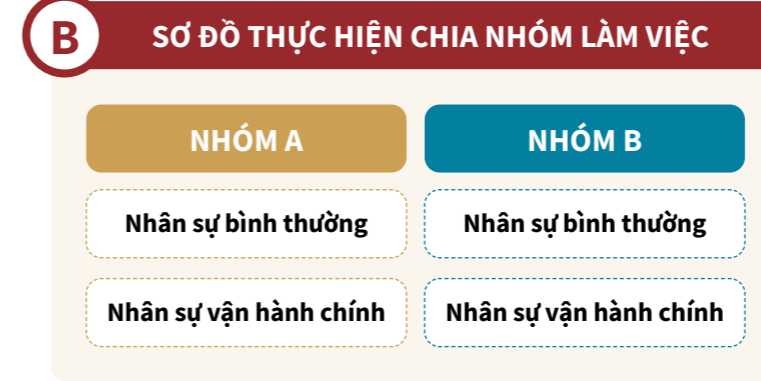 B
SƠ ĐỒ THỰC HIỆN CHIA NHÓM LÀM VIỆC
NHÓM A
NHÓM B
Nhân sự bình thường
Nhân sự bình thường
Nhân sự vận hành chính
Nhân sự vận hành chính